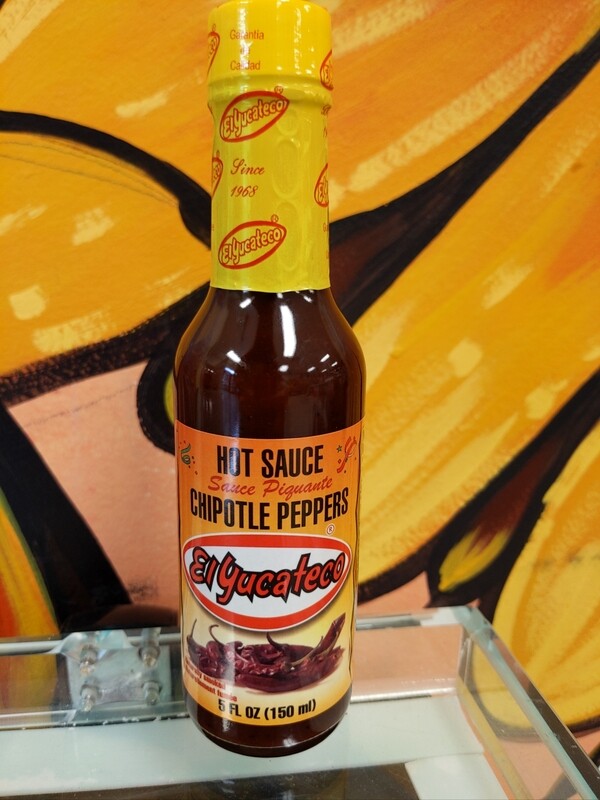 Garantía
Calidad
El Yucateco®
Since
1968
El Yucateco®
HOT SAUCE
Sauce Piquante
CHIPOTLE PEPPERS
El Yucateco®
5 FL OZ (150 ml)